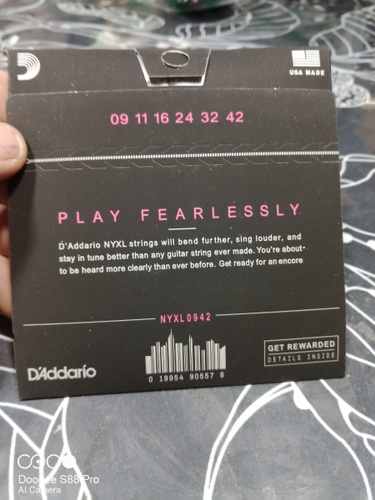 USA MADE
09 11 16 24 32 42
PLAY FEARLESSLY
D'Addario NYXL strings will bend further, sing louder, and
stay in tune better than any guitar string ever made. You're about
to be heard more clearly than ever before. Get ready for an encore
NYXL0942
D'Addario
0 19954 90557 6
GET REWARDED
DETAILS INSIDE
Doogee S88 Pro
AI Camera